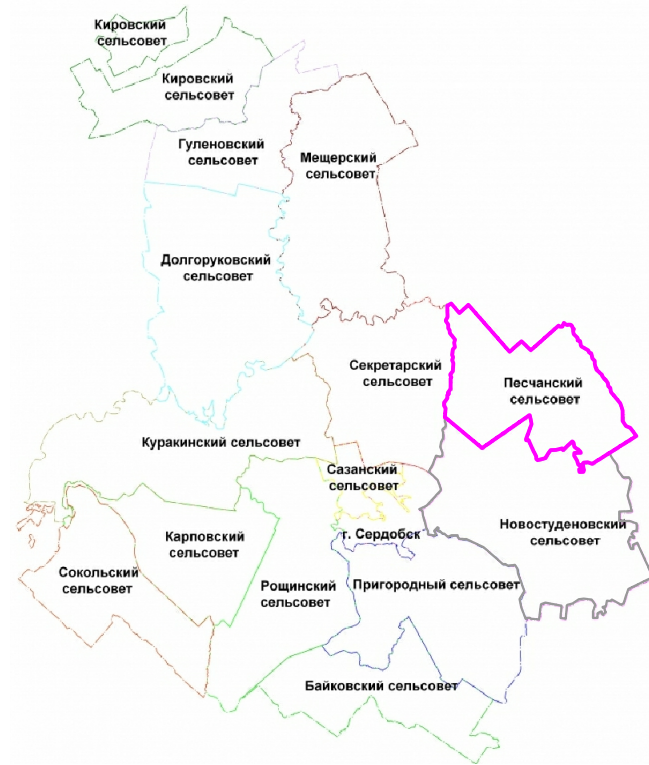 Кировский
сельсовет
Кировский
сельсовет
Гуленовский
сельсовет
Мещерский
сельсовет
Долгоруковский
сельсовет
Секретарский
сельсовет
Песчанский
сельсовет
Куракинский сельсовет
Сазанский
сельсовет
Новостуденовский
сельсовет
г. Сердобск
Карповский
сельсовет
Сокольский
сельсовет
Рощинский
сельсовет
Пригородный сельсовет
Байковский сельсовет